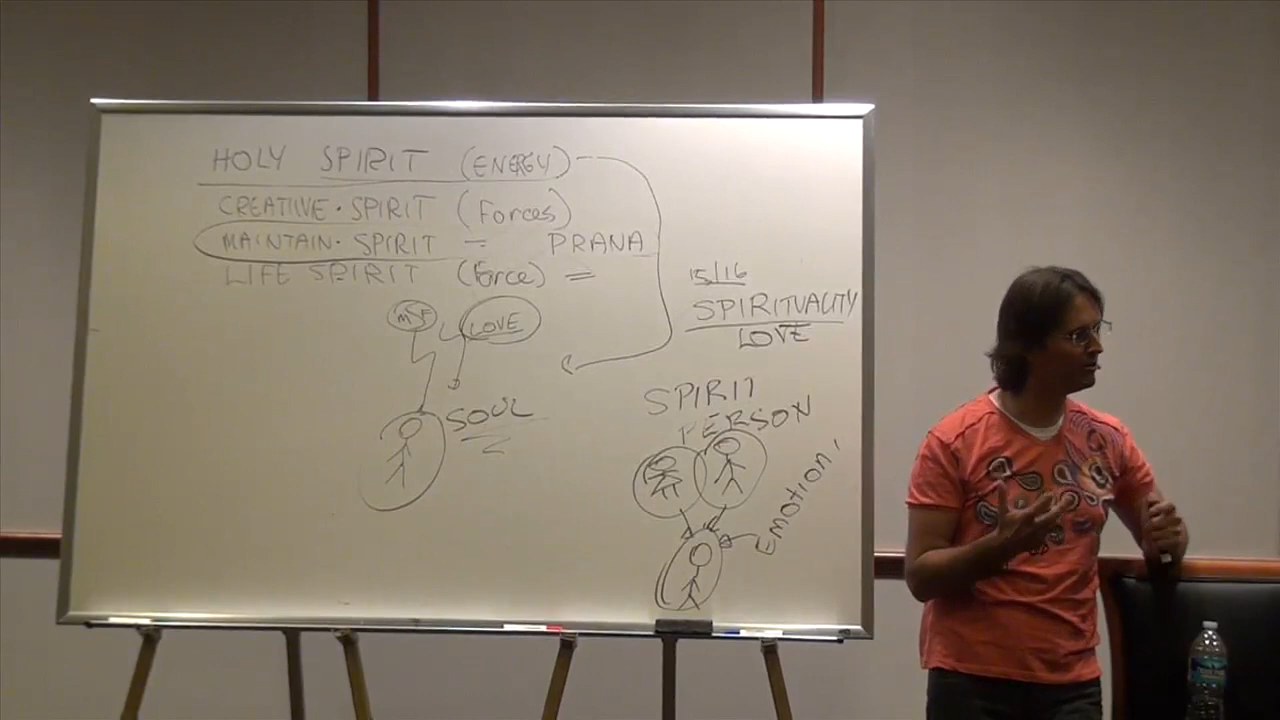 HOLY SPIRIT (ENERGY)
CREATIVE · SPIRIT (Forces)
MAINTAIN · SPIRIT = PRANA
LIFE SPIRIT (Force) =
LOVE
SOUL
15/16
SPIRITUALITY
LOVE
SPIRIT
PERSON
EMOTION